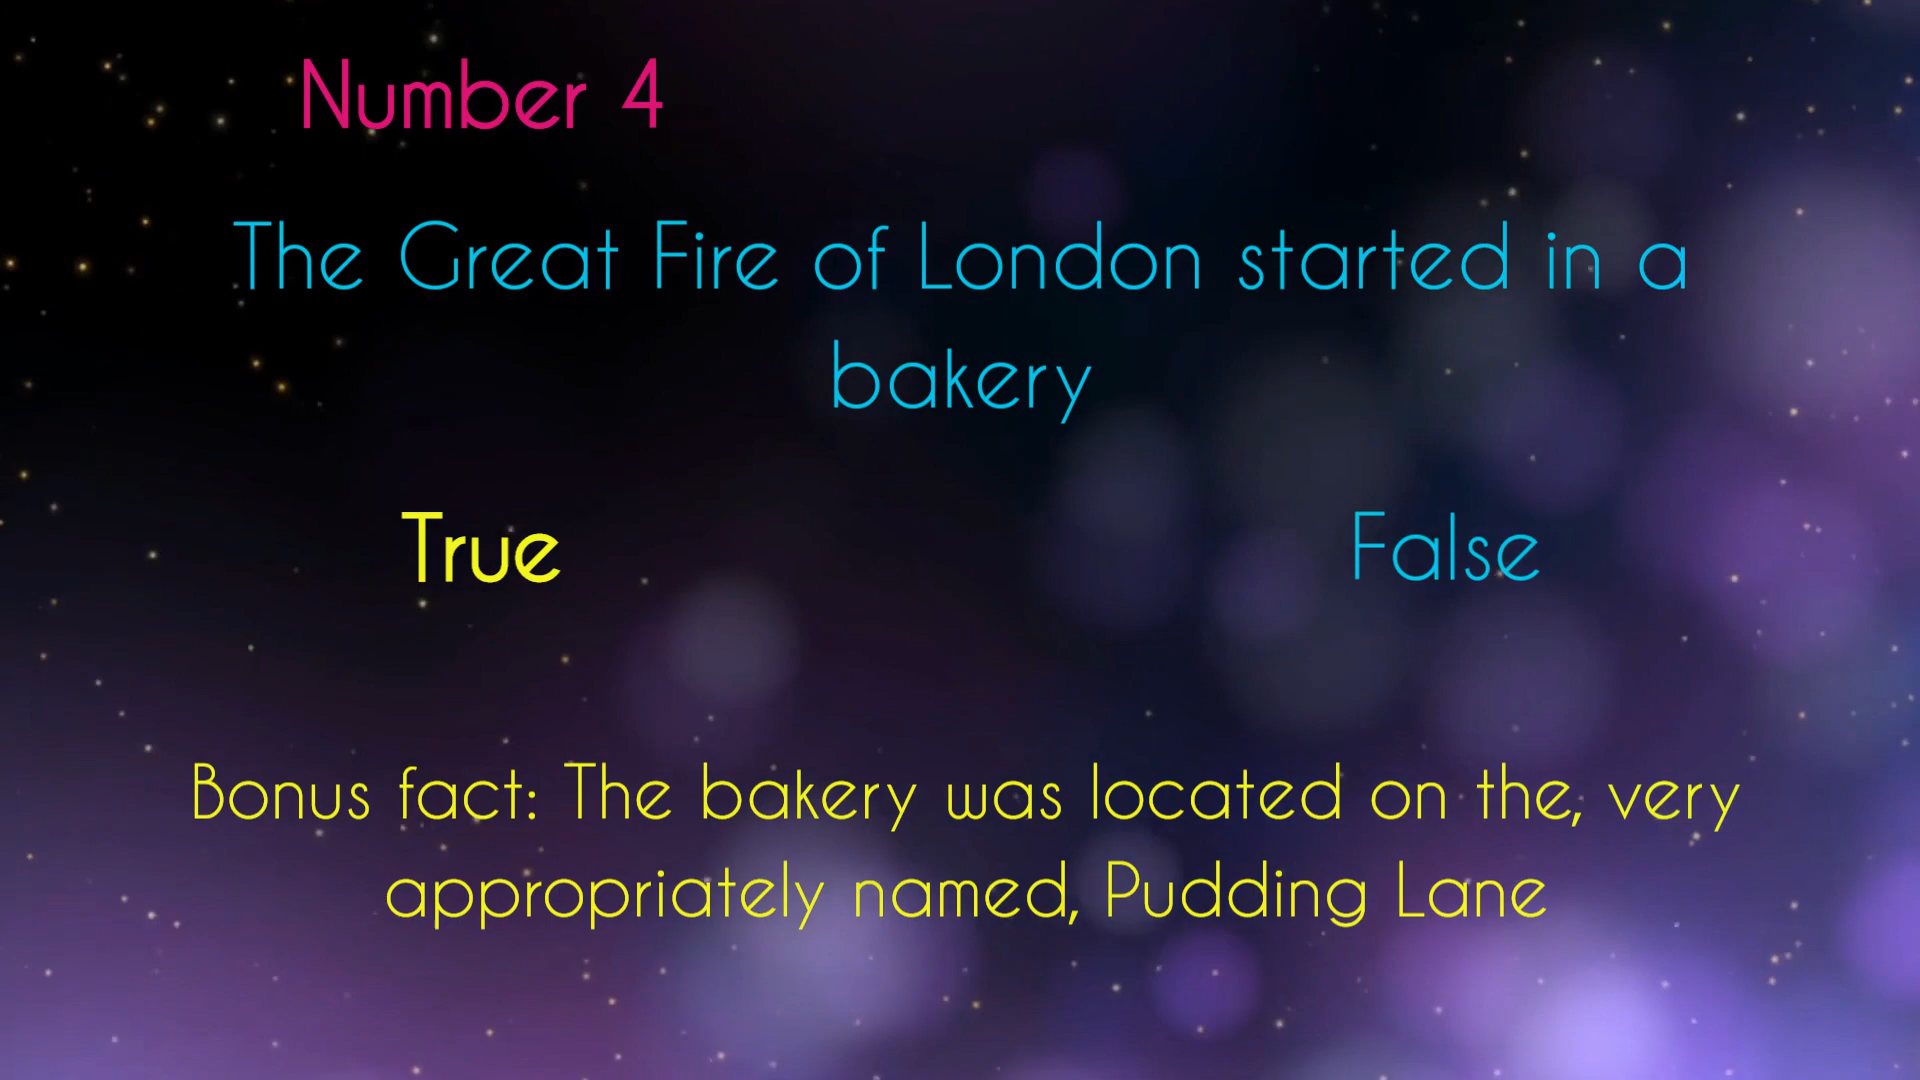 Number 4
The Great Fire of London started in a
bakery
True False
Bonus fact: The bakery was located on the, very
appropriately named, Pudding Lane